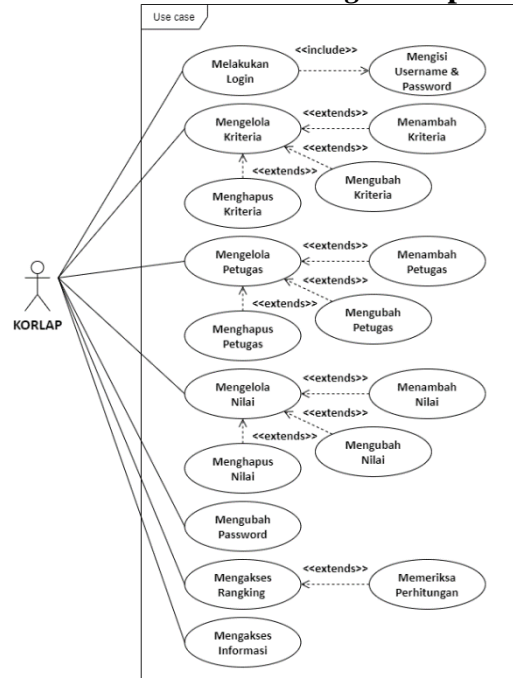 Use case
<<include>>
Melakukan
Login
Mengisi
Username &
Password
Mengelola
Kriteria
<<extends>>
Menambah
Kriteria
<<extends>>
<<extends>>
Mengubah
Kriteria
Menghapus
Kriteria
Mengelola
Petugas
<<extends>>
Menambah
Petugas
<<extends>>
<<extends>>
Mengubah
Petugas
Menghapus
Petugas
KORLAP
Mengelola
Nilai
<<extends>>
Menambah
Nilai
<<extends>>
<<extends>>
Mengubah
Nilai
Menghapus
Nilai
Mengubah
Password
Mengakses
Rangking
<<extends>>
Memeriksa
Perhitungan
Mengakses
Informasi